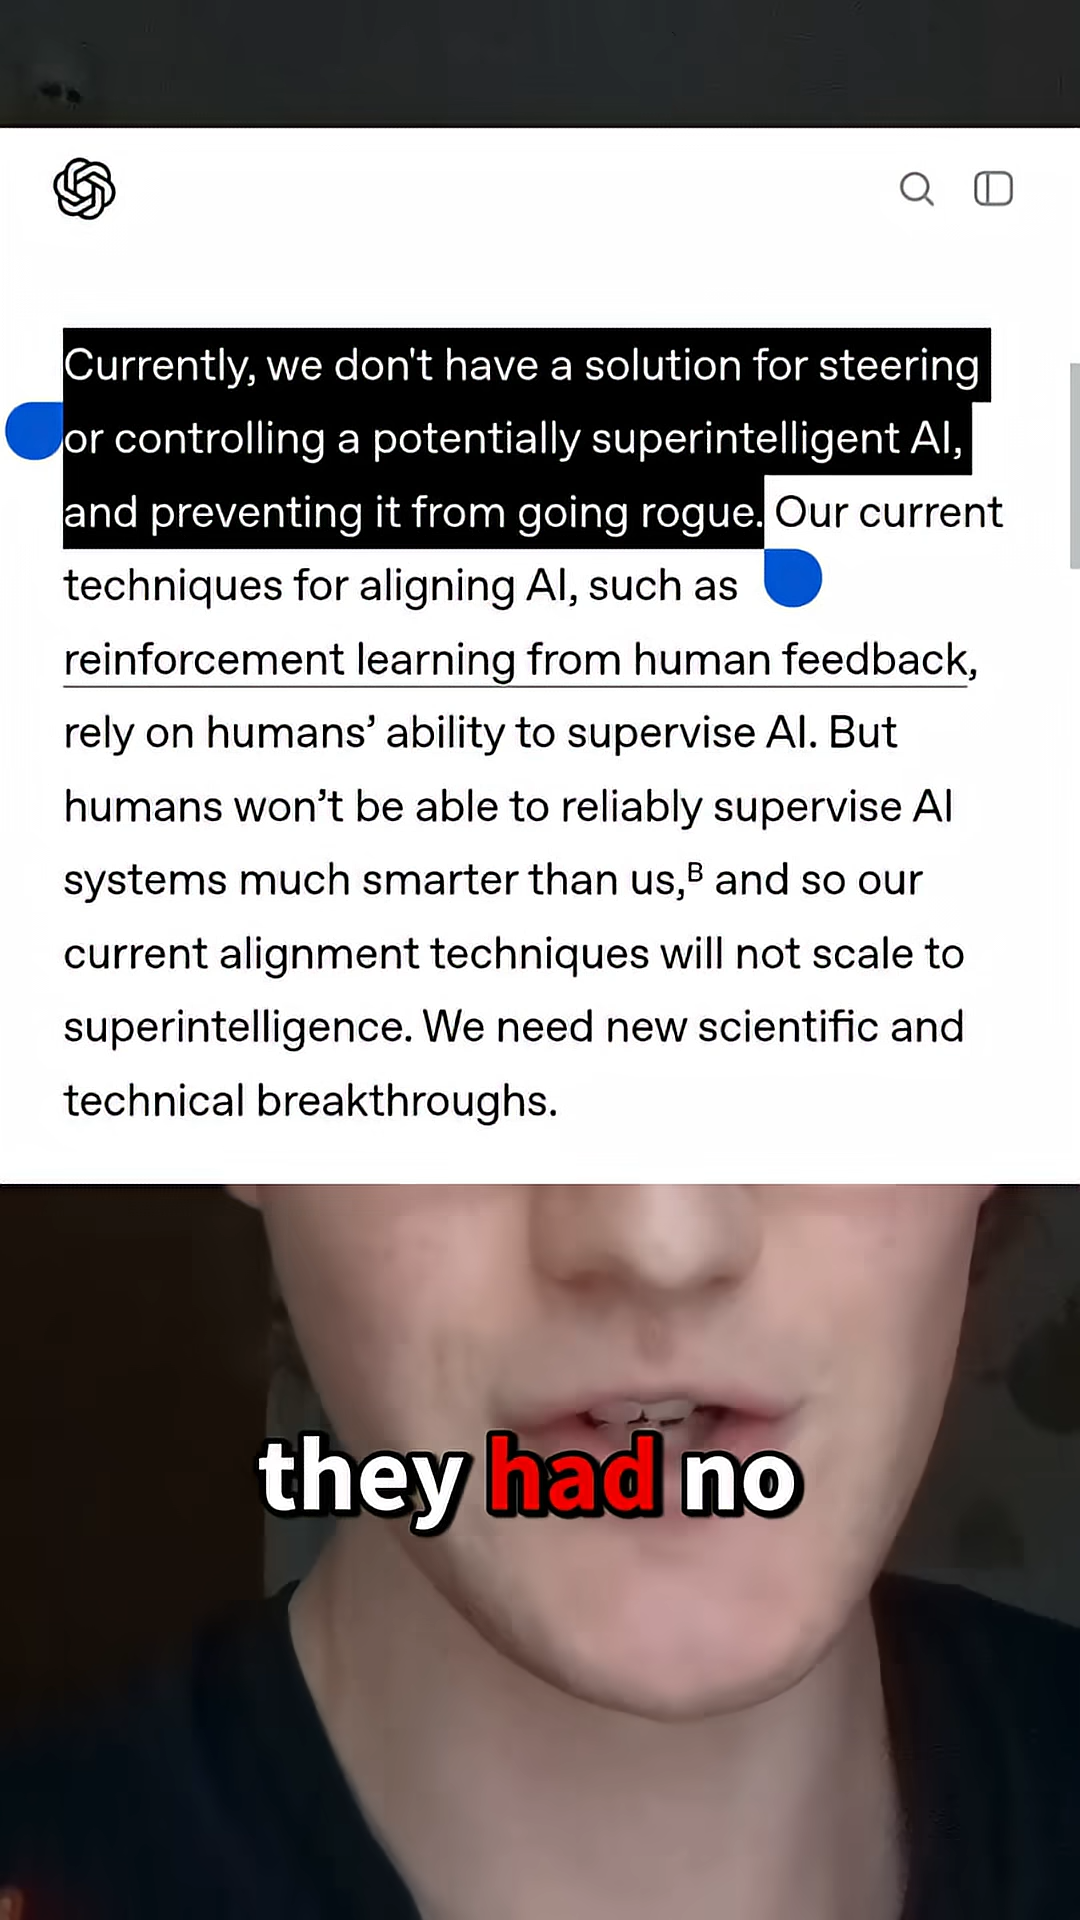 Currently, we don't have a solution for steering
or controlling a potentially superintelligent AI,
and preventing it from going rogue. Our current
techniques for aligning AI, such as
reinforcement learning from human feedback,
rely on humans’ ability to supervise AI. But
humans won’t be able to reliably supervise AI
systems much smarter than us,ᴮ and so our
current alignment techniques will not scale to
superintelligence. We need new scientific and
technical breakthroughs.
they had no